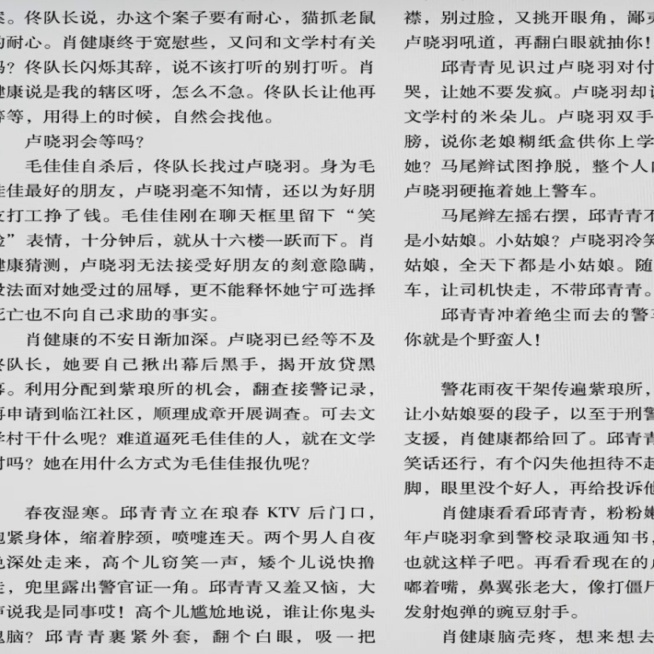 案。佟队长说，办这个案子要有耐心，猫抓老鼠
的耐心。肖健康终于宽慰些，又问和文学村有关
吗？佟队长闪烁其辞，说不该打听的别打听。肖
健康说是我的辖区呀，怎么不急。佟队长让他再
等等，用得上的时候，自然会找他。
卢晓羽会等吗？
毛佳佳自杀后，佟队长找过卢晓羽。身为毛
佳佳最好的朋友，卢晓羽毫不知情，还以为好朋
友打工挣了钱。毛佳佳刚在聊天框里留下“笑
脸”表情，十分钟后，就从十六楼一跃而下。肖
健康猜测，卢晓羽无法接受好朋友的刻意隐瞒，
没法面对她受过的屈辱，更不能释怀她宁可选择
死亡也不向自己求助的事实。
肖健康的不安日渐加深。卢晓羽已经等不及
佟队长，她要自己揪出幕后黑手，揭开放贷黑
幕。利用分配到紫琅所的机会，翻查接警记录，
再申请到临江社区，顺理成章开展调查。可去文
学村干什么呢？难道逼死毛佳佳的人，就在文学
村吗？她在用什么方式为毛佳佳报仇呢？
春夜湿寒。邱青青立在琅春 KTV 后门口，
抱紧身体，缩着脖颈，喷嚏连天。两个男人自夜
色深处走来，高个儿窃笑一声，矮个儿说快撸
走，兜里露出警官证一角。邱青青又羞又恼，大
声说我是同事哎！高个儿尴尬地说，谁让你鬼头
鬼脑？邱青青裹紧外套，翻个白眼，吸一把
襟，别过脸，又挑开眼角，鄙夷
卢晓羽吼道，再翻白眼就抽你！
邱青青见识过卢晓羽对付
哭，让她不要发疯。卢晓羽却说
文学村的米朵儿。卢晓羽双手
膀，说你老娘糊纸盒供你上学
她？马尾辫试图挣脱，整个人
卢晓羽硬拖着她上警车。
马尾辫左摇右摆，邱青青不
是小姑娘。小姑娘？卢晓羽冷笑
姑娘，全天下都是小姑娘。随
车，让司机快走，不带邱青青。
邱青青冲着绝尘而去的警车
你就是个野蛮人！
警花雨夜干架传遍紫琅所，
让小姑娘耍的段子，以至于刑警
支援，肖健康都给回了。邱青青
笑话还行，有个闪失他担待不起
脚，眼里没个好人，再给投诉他
肖健康看看邱青青，粉粉嫩
年卢晓羽拿到警校录取通知书，
也就这样子吧。再看看现在的卢
嘟着嘴，鼻翼张老大，像打僵尸
发射炮弹的豌豆射手。
肖健康脑壳疼，想来想去